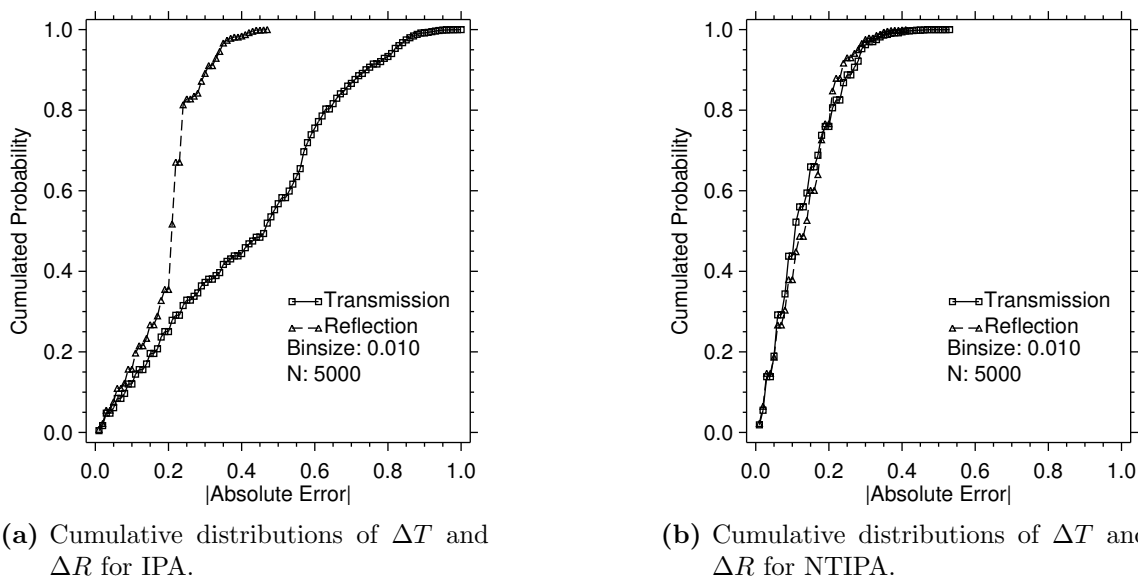 1.0
0.8
0.6
0.4
0.2
0.0
Cumulated Probability
Transmission
Reflection
Binsize: 0.010
N: 5000
0.0 0.2 0.4 0.6 0.8 1.0
|Absolute Error|
(a) Cumulative distributions of ΔT and
ΔR for IPA.
1.0
0.8
0.6
0.4
0.2
0.0
Cumulated Probability
Transmission
Reflection
Binsize: 0.010
N: 5000
0.0 0.2 0.4 0.6 0.8 1.0
|Absolute Error|
(b) Cumulative distributions of ΔT
ΔR for NTIPA.